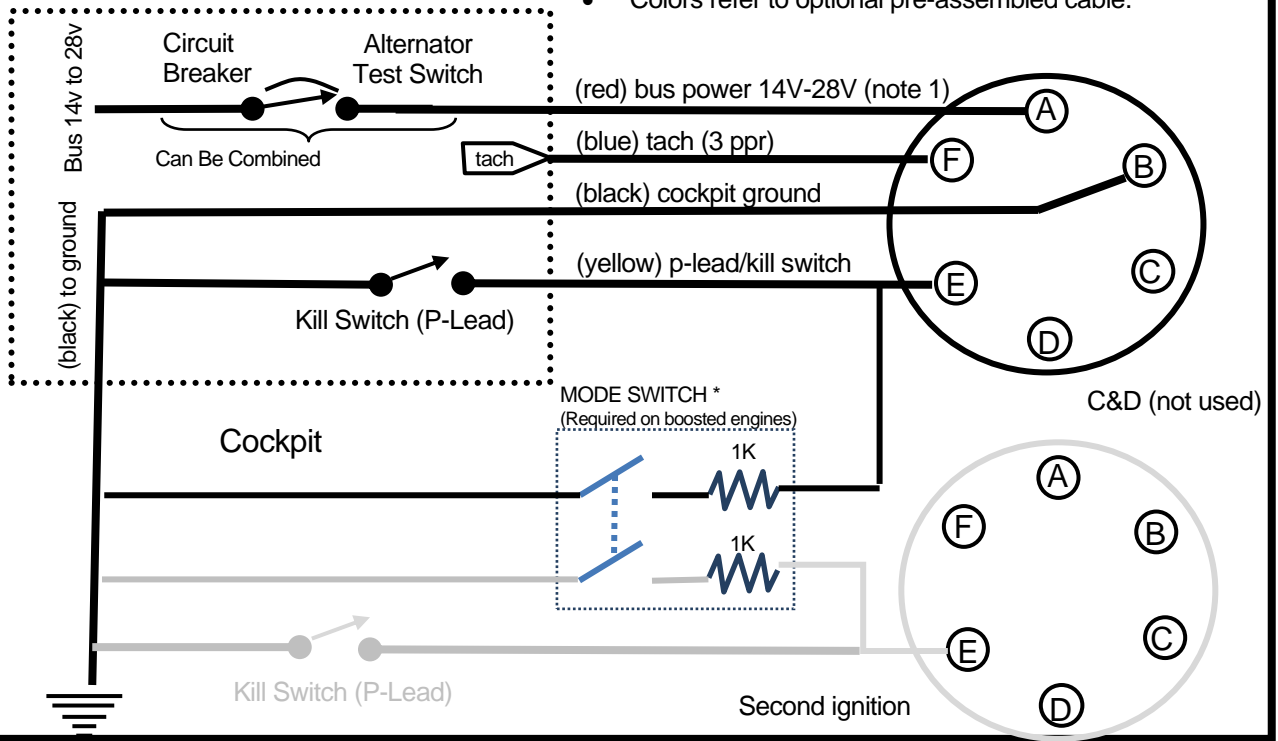 • Colors refer to optional pre-assembled cable.
Bus 14v to 28v
Circuit
Breaker
Alternator
Test Switch
(red) bus power 14V-28V (note 1)
A
Can Be Combined
tach
(blue) tach (3 ppr)
F
B
(black) to ground
(black) cockpit ground
(yellow) p-lead/kill switch
E
C
Kill Switch (P-Lead)
D
C&D (not used)
MODE SWITCH *
(Required on boosted engines)
Cockpit
1K
1K
A
F
B
E
C
D
Kill Switch (P-Lead)
Second ignition